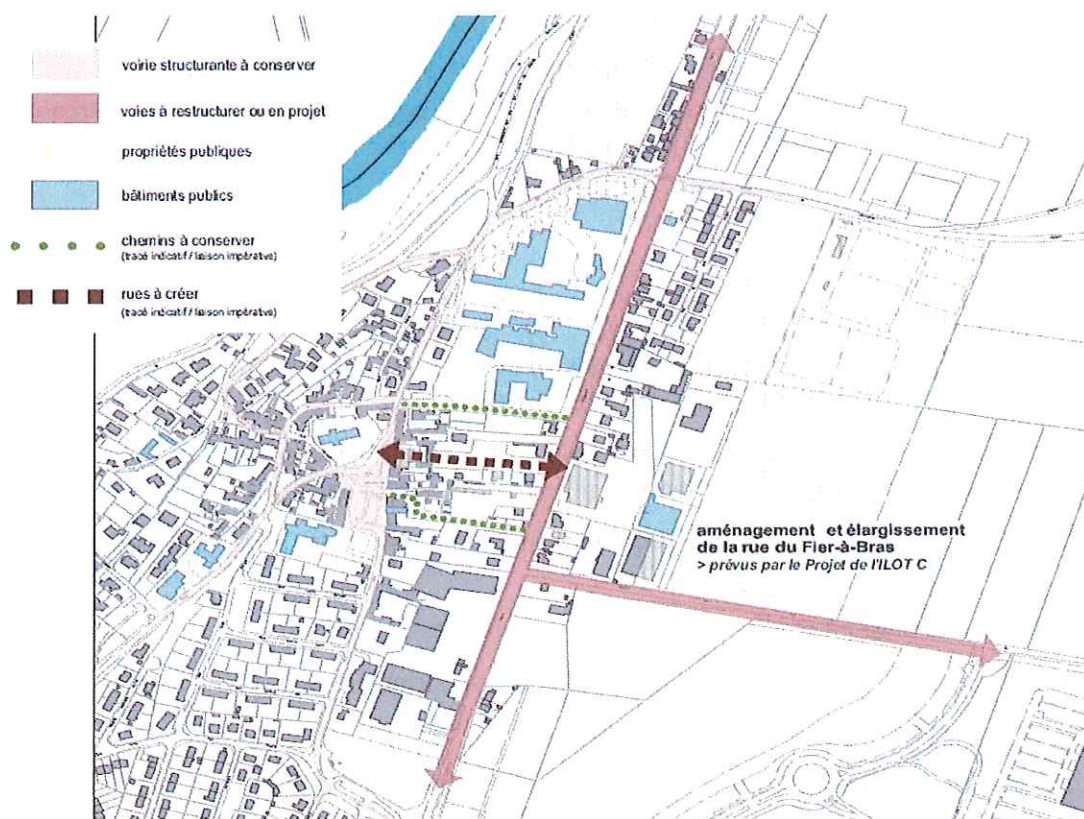 voirie structurante à conserver
voies à restructurer ou en projet
propriétés publiques
bâtiments publics
chemins à conserver
(tracé indicatif / liaison impérative)
rues à créer
(tracé indicatif / liaison impérative)
aménagement et élargissement
de la rue du Fier-à-Bras
> prévus par le Projet de l'ILOT C